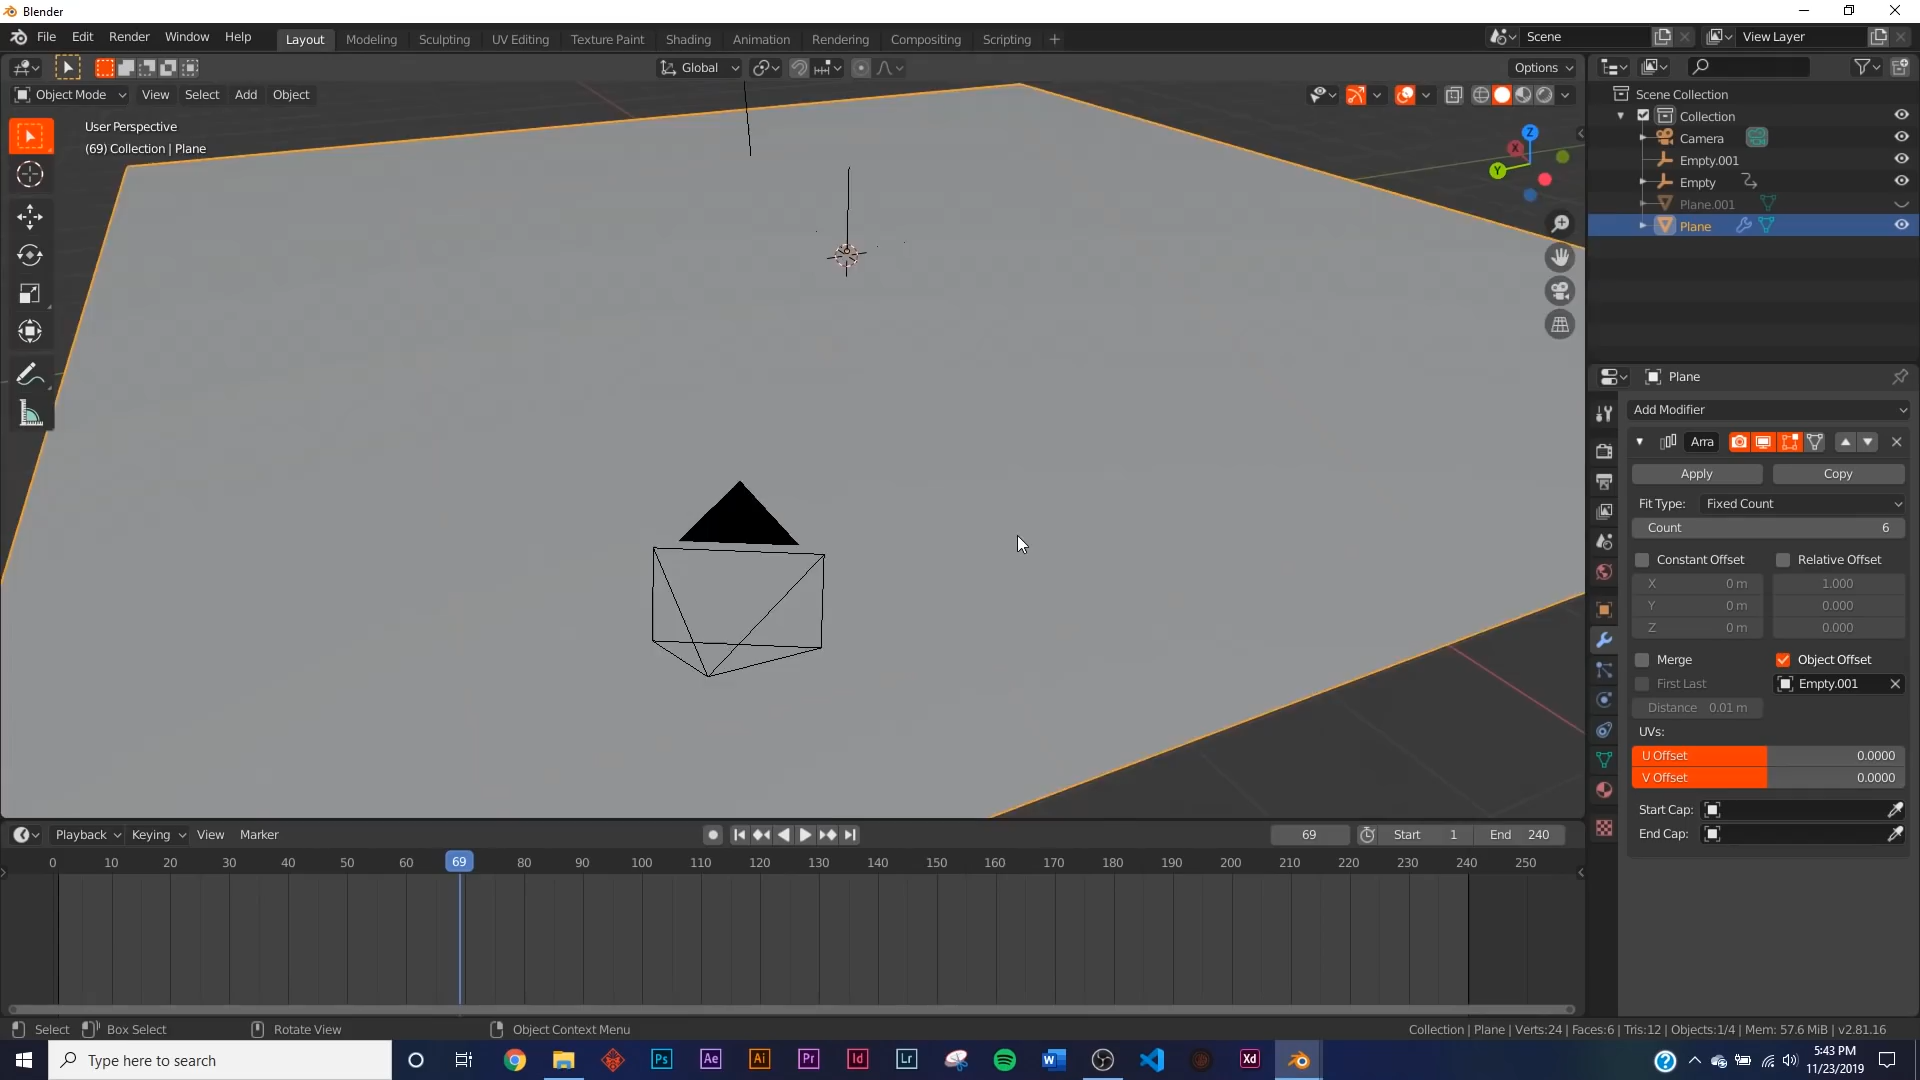 Blender
File Edit Render Window Help
Layout Modeling Sculpting UV Editing Texture Paint Shading Animation Rendering Compositing Scripting +
Scene
View Layer
Global
Options
Object Mode View Select Add Object
User Perspective
(69) Collection | Plane
Z
X
Y
Scene Collection
Collection
Camera
Empty.001
Empty
Plane.001
Plane
Plane
Add Modifier
Arra
Apply Copy
Fit Type: Fixed Count
Count 6
Constant Offset Relative Offset
X 0 m 1.000
Y 0 m 0.000
Z 0 m 0.000
Merge Object Offset
First Last Empty.001
Distance 0.01 m
UVs:
U Offset 0.0000
V Offset 0.0000
Start Cap:
End Cap:
Playback Keying View Marker
69 Start 1 End 240
0 10 20 30 40 50 60 69 80 90 100 110 120 130 140 150 160 170 180 190 200 210 220 230 240 250
Select Box Select Rotate View Object Context Menu
Collection | Plane | Verts:24 | Faces:6 | Tris:12 | Objects:1/4 | Mem: 57.6 MiB | v2.81.16
Type here to search
Ps Ae Ai Pr Id Lr W Xd
5:43 PM
11/23/2019